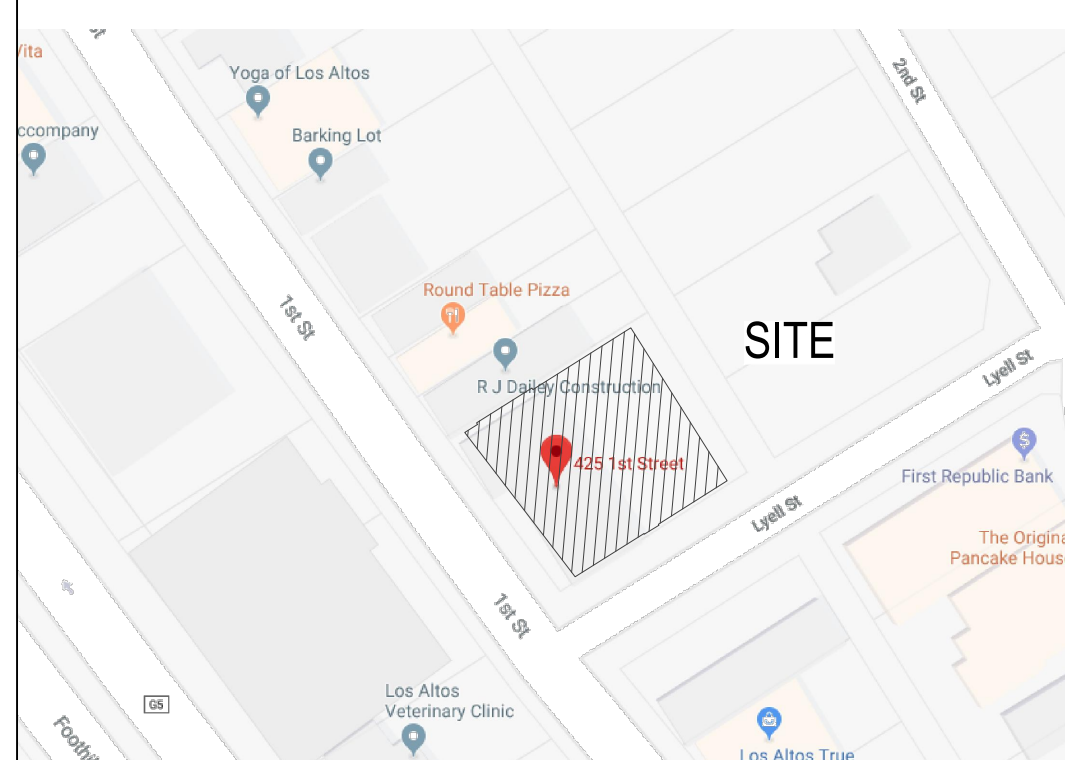 St
Vita
Yoga of Los Altos
2nd St
ccompany
Barking Lot
Round Table Pizza
1st St
SITE
Lyell St
R J Dailey Construction
425 1st Street
First Republic Bank
Lyell St
The Origina
Pancake Hous
1st St
G5
Los Altos
Veterinary Clinic
Foothi
Los Altos True